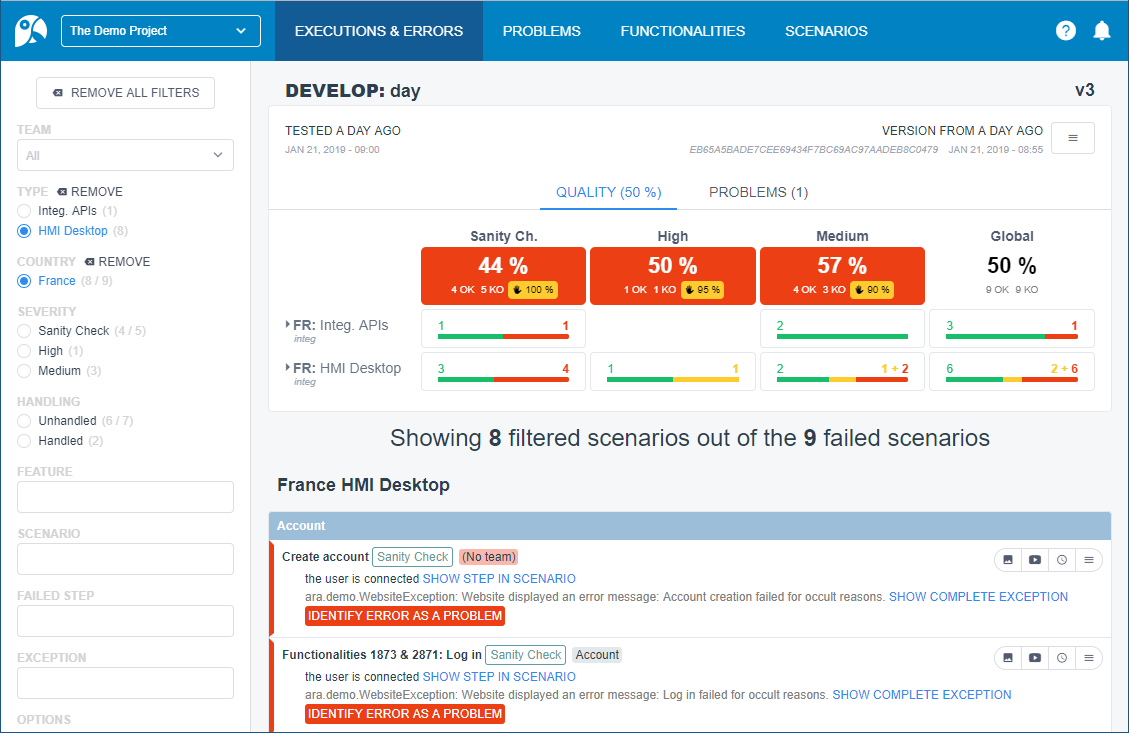 The Demo Project
EXECUTIONS & ERRORS
PROBLEMS
FUNCTIONALITIES
SCENARIOS
?
REMOVE ALL FILTERS
TEAM
All
TYPE REMOVE
Integ. APIs (1)
HMI Desktop (8)
COUNTRY REMOVE
France (8 / 9)
SEVERITY
Sanity Check (4 / 5)
High (1)
Medium (3)
HANDLING
Unhandled (6 / 7)
Handled (2)
FEATURE
SCENARIO
FAILED STEP
EXCEPTION
OPTIONS
DEVELOP: day
v3
TESTED A DAY AGO
JAN 21, 2019 - 09:00
VERSION FROM A DAY AGO
EB65A5BADE7CEE69434F7BC69AC97AADEB8C0479 JAN 21, 2019 - 08:55
QUALITY (50 %)
PROBLEMS (1)
Sanity Ch. High Medium Global
44 % 50 % 57 % 50 %
4 OK 5 KO 100 % 1 OK 1 KO 95 % 4 OK 3 KO 90 % 9 OK 9 KO
FR: Integ. APIs 1 1 2 3 1
integ
FR: HMI Desktop 3 4 1 1 2 1 + 2 6 2 + 6
integ
Showing 8 filtered scenarios out of the 9 failed scenarios
France HMI Desktop
Account
Create account Sanity Check (No team)
the user is connected SHOW STEP IN SCENARIO
ara.demo.WebsiteException: Website displayed an error message: Account creation failed for occult reasons. SHOW COMPLETE EXCEPTION
IDENTIFY ERROR AS A PROBLEM
Functionalities 1873 & 2871: Log in Sanity Check Account
the user is connected SHOW STEP IN SCENARIO
ara.demo.WebsiteException: Website displayed an error message: Log in failed for occult reasons. SHOW COMPLETE EXCEPTION
IDENTIFY ERROR AS A PROBLEM